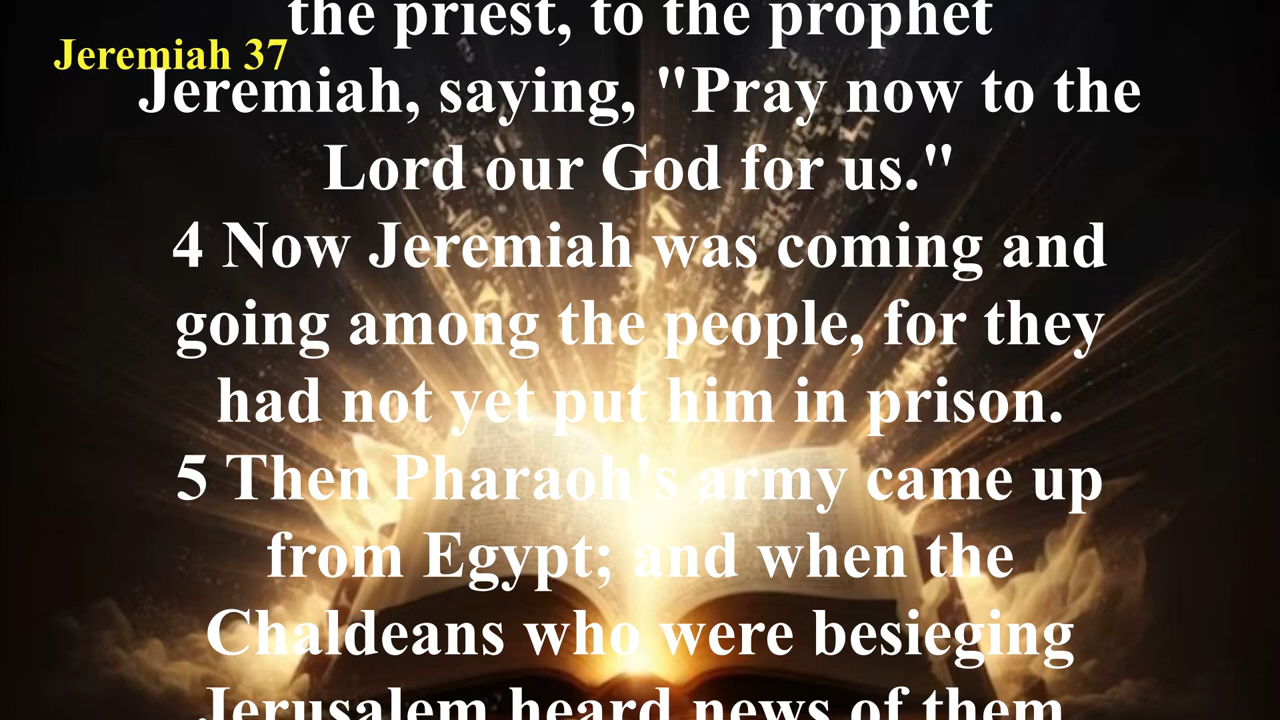 the priest, to the prophet
Jeremiah 37
Jeremiah, saying, "Pray now to the
Lord our God for us."
4 Now Jeremiah was coming and
going among the people, for they
had not yet put him in prison.
5 Then Pharaoh's army came up
from Egypt; and when the
Chaldeans who were besieging
Jerusalem heard news of them,